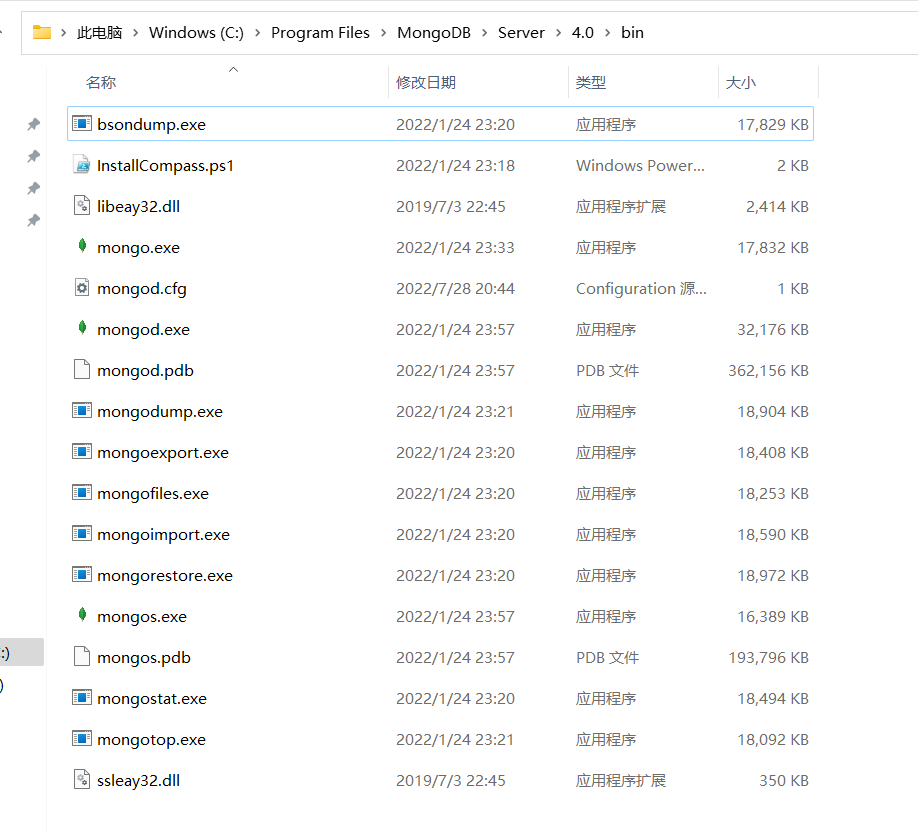 此电脑 > Windows (C:) > Program Files > MongoDB > Server > 4.0 > bin
名称 修改日期 类型 大小
bsondump.exe 2022/1/24 23:20 应用程序 17,829 KB
InstallCompass.ps1 2022/1/24 23:18 Windows Power... 2 KB
libeay32.dll 2019/7/3 22:45 应用程序扩展 2,414 KB
mongo.exe 2022/1/24 23:33 应用程序 17,832 KB
mongod.cfg 2022/7/28 20:44 Configuration 源... 1 KB
mongod.exe 2022/1/24 23:57 应用程序 32,176 KB
mongod.pdb 2022/1/24 23:57 PDB 文件 362,156 KB
mongodump.exe 2022/1/24 23:21 应用程序 18,904 KB
mongoexport.exe 2022/1/24 23:20 应用程序 18,408 KB
mongofiles.exe 2022/1/24 23:20 应用程序 18,253 KB
mongoimport.exe 2022/1/24 23:20 应用程序 18,590 KB
mongorestore.exe 2022/1/24 23:20 应用程序 18,972 KB
mongos.exe 2022/1/24 23:57 应用程序 16,389 KB
:) mongos.pdb 2022/1/24 23:57 PDB 文件 193,796 KB
) mongostat.exe 2022/1/24 23:20 应用程序 18,494 KB
mongotop.exe 2022/1/24 23:21 应用程序 18,092 KB
ssleay32.dll 2019/7/3 22:45 应用程序扩展 350 KB